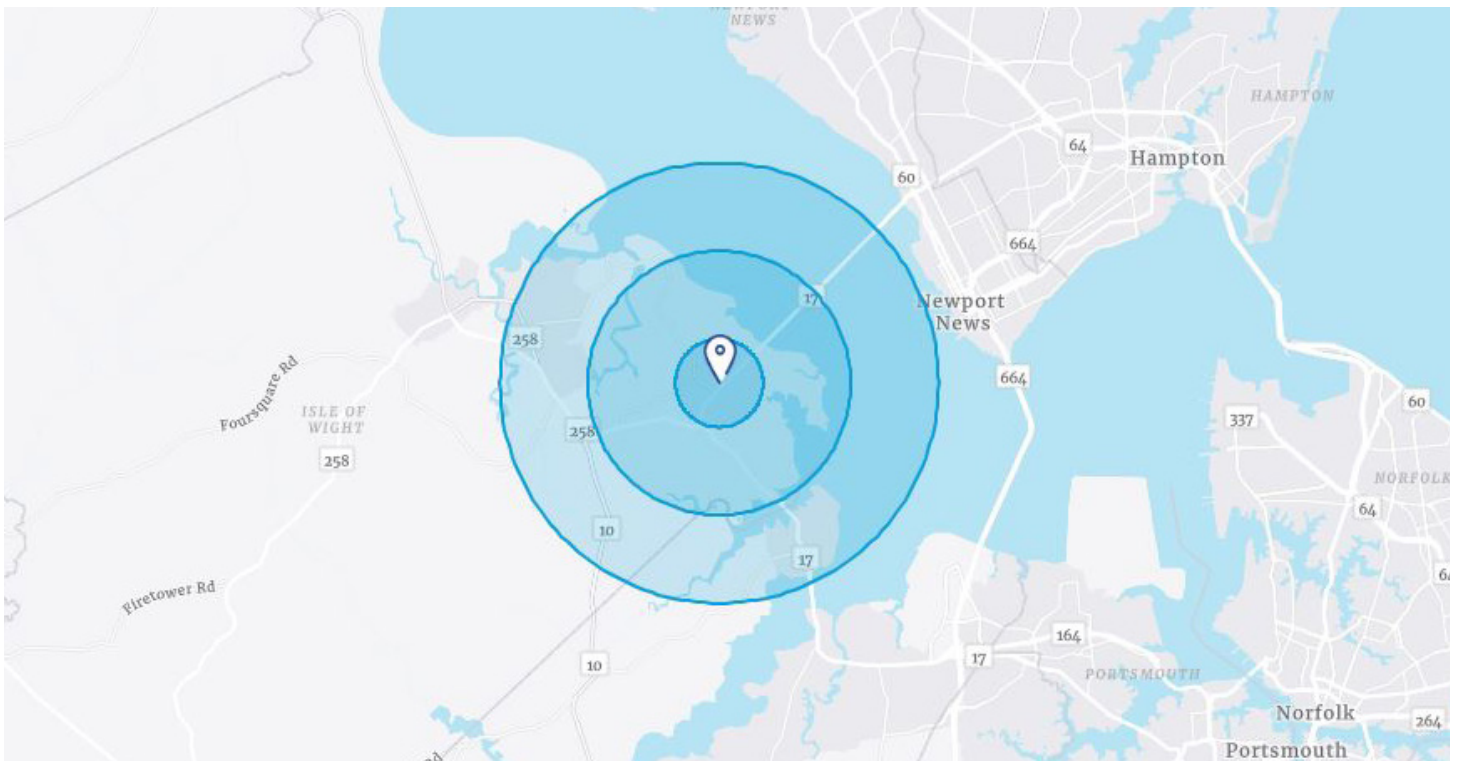 NEWS
HAMPTON
64
Hampton
60
664
17
Newport
News
258
664
Foursquare Rd
ISLE OF
WIGHT
258
258
60
337
NORFOLK
64
10
17
Firetower Rd
164
10
17
PORTSMOUTH
Norfolk
264
Portsmouth